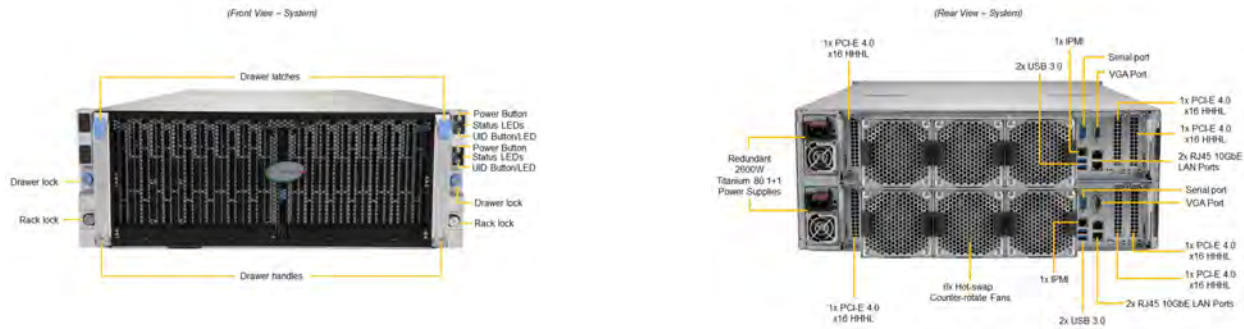 (Front View – System)
Drawer latches
Power Button
Status LEDs
UID Button/LED
Power Button
Status LEDs
UID Button/LED
Drawer lock
Drawer lock
Rack lock
Rack lock
Drawer handles
(Rear View – System)
1x PCI-E 4.0
x16 HHHL
1x IPMI
2x USB 3.0
Serial port
VGA Port
1x PCI-E 4.0
x16 HHHL
1x PCI-E 4.0
x16 HHHL
2x RJ45 10GbE
LAN Ports
Redundant
2600W
Titanium 80 1+1
Power Supplies
Serial port
VGA Port
1x PCI-E 4.0
x16 HHHL
1x PCI-E 4.0
x16 HHHL
1x IPMI
6x Hot-swap
Counter-rotate Fans
1x PCI-E 4.0
x16 HHHL
2x RJ45 10GbE LAN Ports
2x USB 3.0